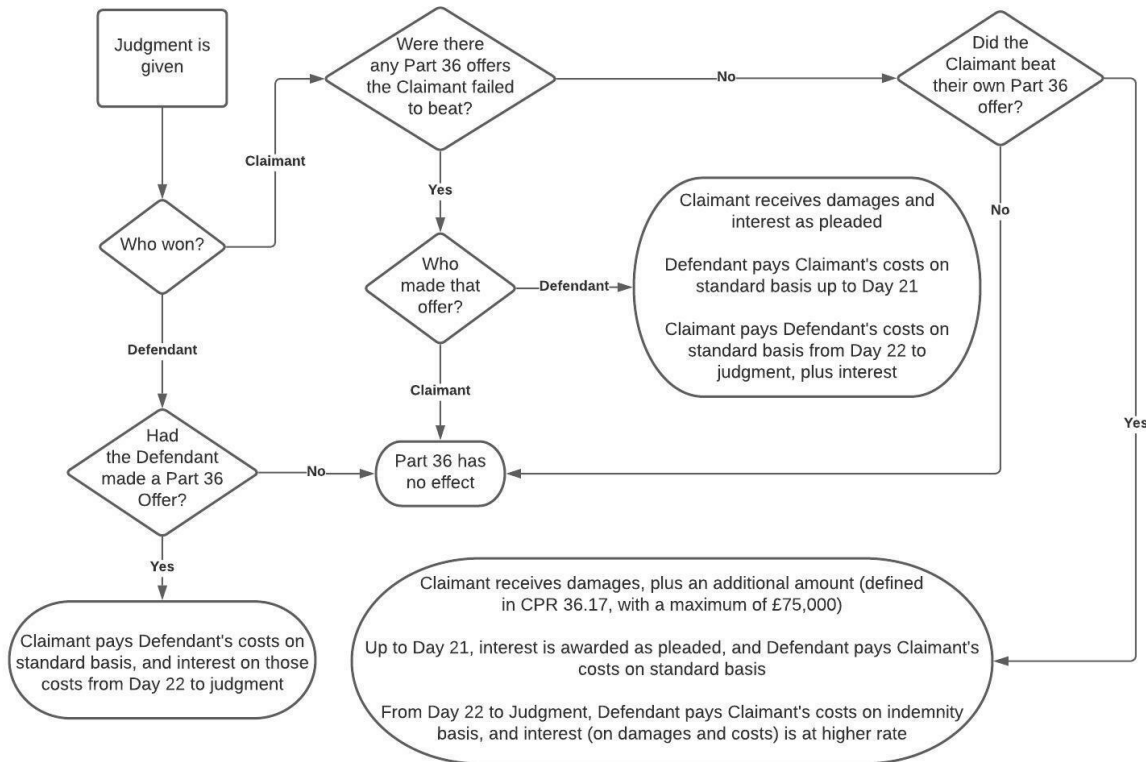 Judgment is
given
Were there
any Part 36 offers
the Claimant failed
to beat?
No
Did the
Claimant beat
their own Part 36
offer?
Claimant
Yes
No
Who won?
Who
made that
offer?
Defendant
Claimant receives damages and
interest as pleaded
Defendant pays Claimant's costs on
standard basis up to Day 21
Claimant pays Defendant's costs on
standard basis from Day 22 to
judgment, plus interest
Defendant
Claimant
Yes
Had
the Defendant
made a Part 36
Offer?
No
Part 36 has
no effect
Yes
Claimant pays Defendant's costs on
standard basis, and interest on those
costs from Day 22 to judgment
Claimant receives damages, plus an additional amount (defined
in CPR 36.17, with a maximum of £75,000)
Up to Day 21, interest is awarded as pleaded, and Defendant pays Claimant's
costs on standard basis
From Day 22 to Judgment, Defendant pays Claimant's costs on indemnity
basis, and interest (on damages and costs) is at higher rate